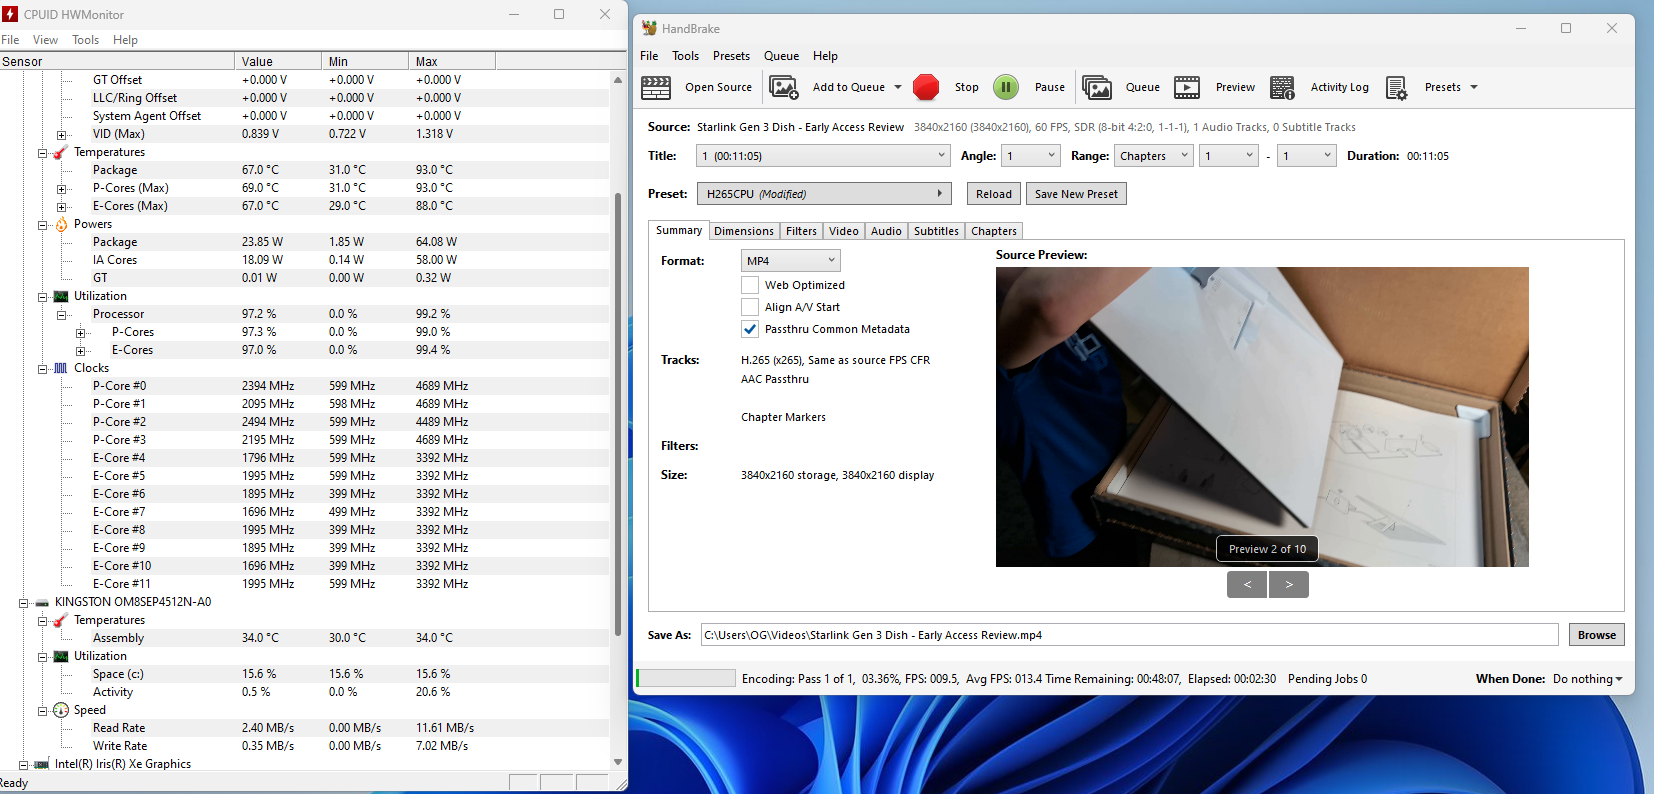 CPUID HWMonitor
File View Tools Help
Sensor Value Min Max
GT Offset +0.000 V +0.000 V +0.000 V
LLC/Ring Offset +0.000 V +0.000 V +0.000 V
System Agent Offset +0.000 V +0.000 V +0.000 V
VID (Max) 0.839 V 0.722 V 1.318 V
Temperatures
Package 67.0 °C 31.0 °C 93.0 °C
P-Cores (Max) 69.0 °C 31.0 °C 93.0 °C
E-Cores (Max) 67.0 °C 29.0 °C 88.0 °C
Powers
Package 23.85 W 1.85 W 64.08 W
IA Cores 18.09 W 0.14 W 58.00 W
GT 0.01 W 0.00 W 0.32 W
Utilization
Processor 97.2 % 0.0 % 99.2 %
P-Cores 97.3 % 0.0 % 99.0 %
E-Cores 97.0 % 0.0 % 99.4 %
Clocks
P-Core #0 2394 MHz 599 MHz 4689 MHz
P-Core #1 2095 MHz 598 MHz 4689 MHz
P-Core #2 2494 MHz 599 MHz 4489 MHz
P-Core #3 2195 MHz 599 MHz 4689 MHz
E-Core #4 1796 MHz 599 MHz 3392 MHz
E-Core #5 1995 MHz 599 MHz 3392 MHz
E-Core #6 1895 MHz 399 MHz 3392 MHz
E-Core #7 1696 MHz 499 MHz 3392 MHz
E-Core #8 1995 MHz 399 MHz 3392 MHz
E-Core #9 1895 MHz 399 MHz 3392 MHz
E-Core #10 1696 MHz 399 MHz 3392 MHz
E-Core #11 1995 MHz 599 MHz 3392 MHz
KINGSTON OM8SEP4512N-A0
Temperatures
Assembly 34.0 °C 30.0 °C 34.0 °C
Utilization
Space (c:) 15.6 % 15.6 % 15.6 %
Activity 0.5 % 0.0 % 20.6 %
Speed
Read Rate 2.40 MB/s 0.00 MB/s 11.61 MB/s
Write Rate 0.35 MB/s 0.00 MB/s 7.02 MB/s
Intel(R) Iris(R) Xe Graphics
Ready
HandBrake
File Tools Presets Queue Help
Open Source Add to Queue Stop Pause Queue Preview Activity Log Presets
Source: Starlink Gen 3 Dish - Early Access Review 3840x2160 (3840x2160), 60 FPS, SDR (8-bit 4:2:0, 1-1-1), 1 Audio Tracks, 0 Subtitle Tracks
Title: 1 (00:11:05) Angle: 1 Range: Chapters 1 - 1 Duration: 00:11:05
Preset: H265CPU (Modified) Reload Save New Preset
Summary Dimensions Filters Video Audio Subtitles Chapters
Format: MP4
Web Optimized
Align A/V Start
Passthru Common Metadata
Tracks: H.265 (x265), Same as source FPS CFR
AAC Passthru
Chapter Markers
Filters:
Size: 3840x2160 storage, 3840x2160 display
Source Preview:
Preview 2 of 10
< >
Save As: C:\Users\OG\Videos\Starlink Gen 3 Dish - Early Access Review.mp4 Browse
Encoding: Pass 1 of 1, 03.36%, FPS: 009.5, Avg FPS: 013.4 Time Remaining: 00:48:07, Elapsed: 00:02:30 Pending Jobs 0 When Done: Do nothing